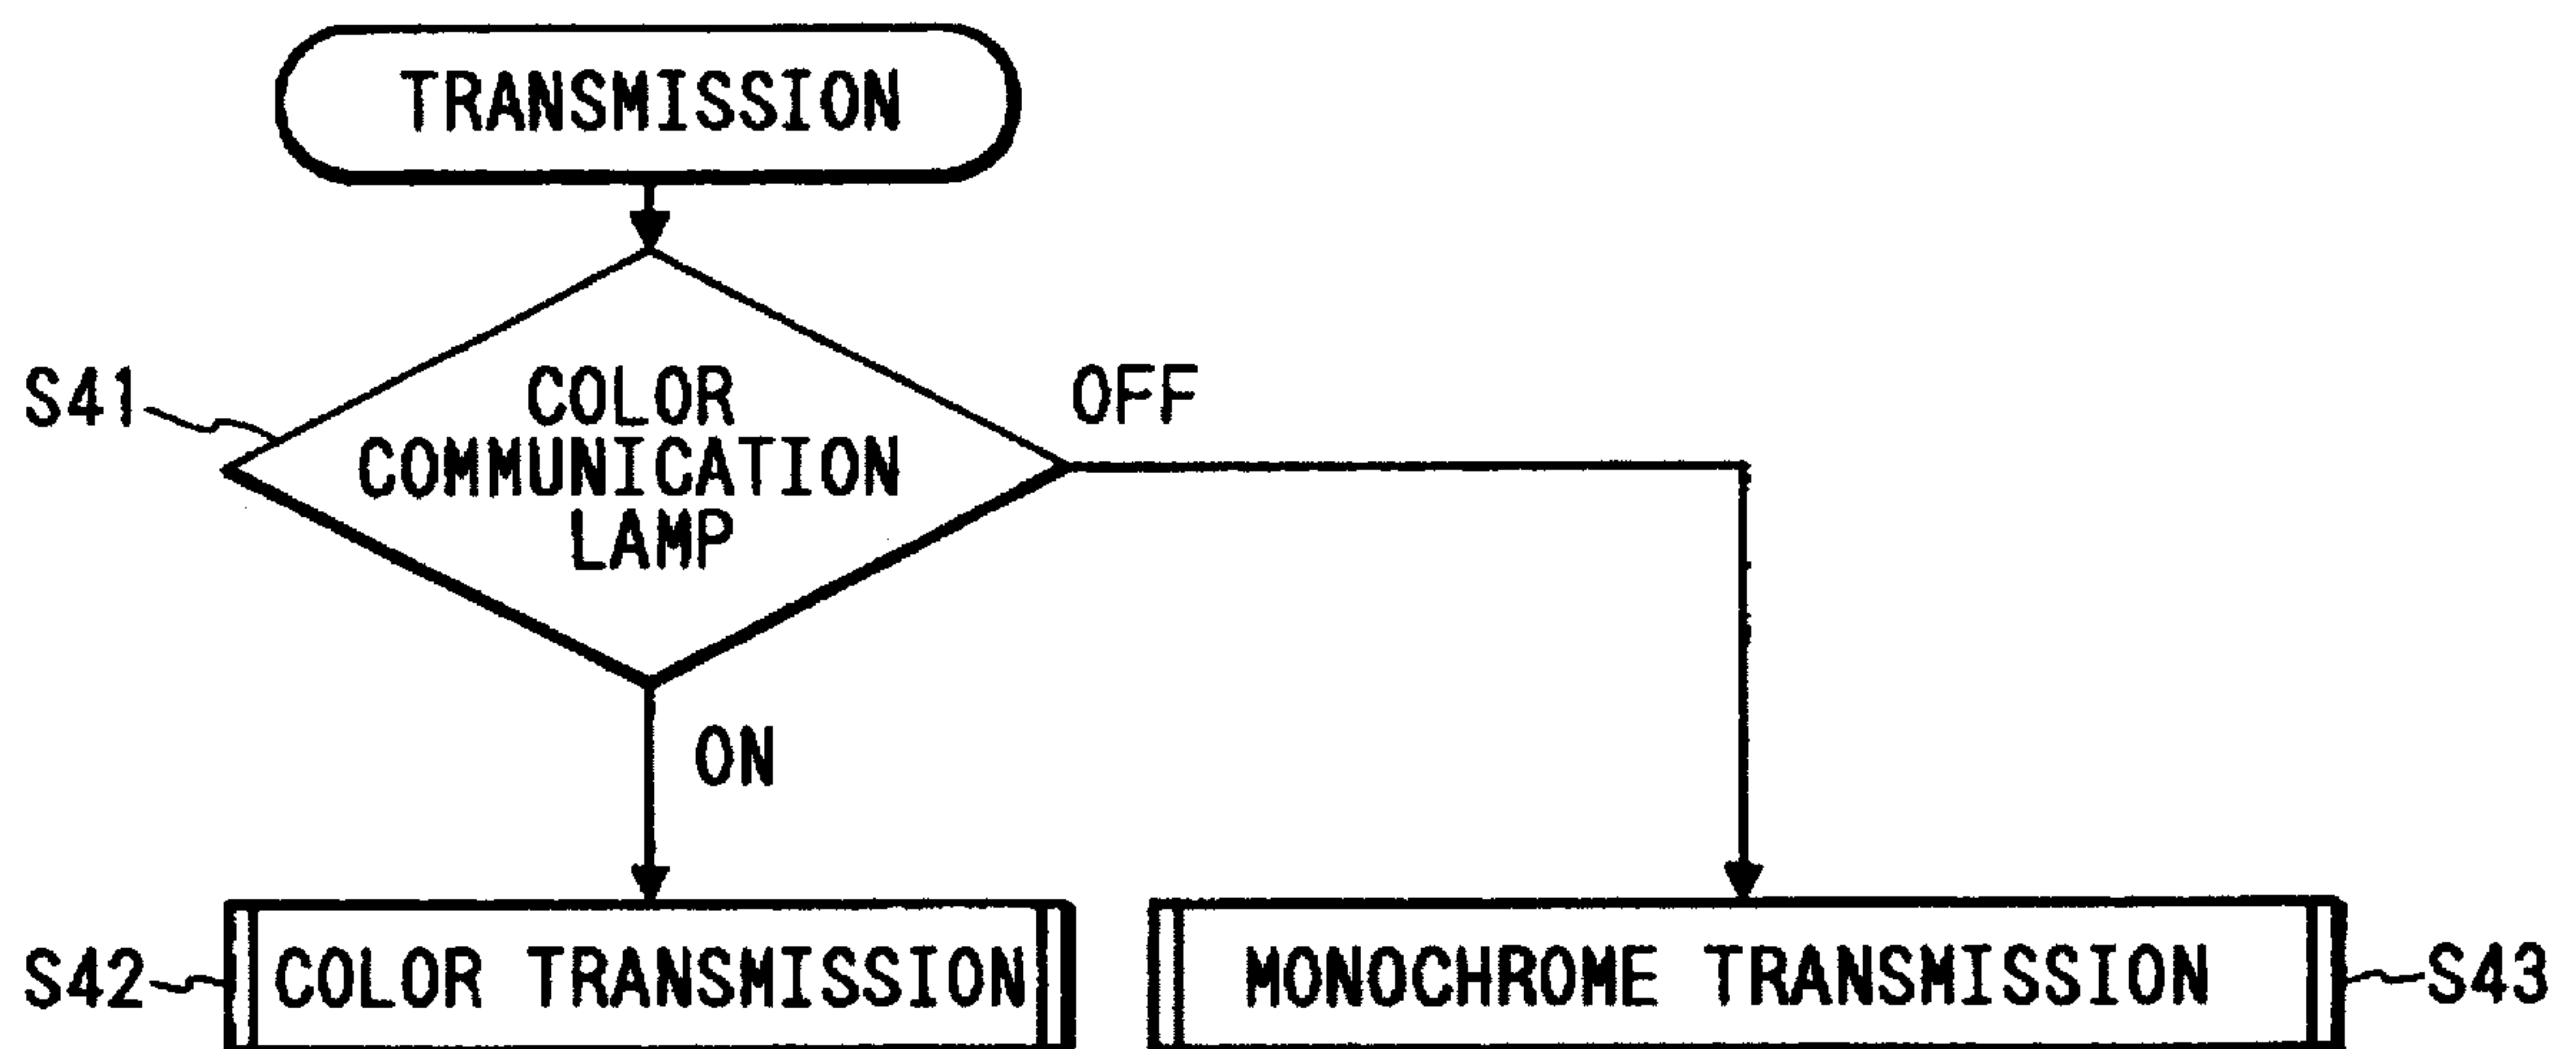 TRANSMISSION
S41
COLOR
COMMUNICATION
LAMP
OFF
ON
S42
COLOR TRANSMISSION
MONOCHROME TRANSMISSION
S43